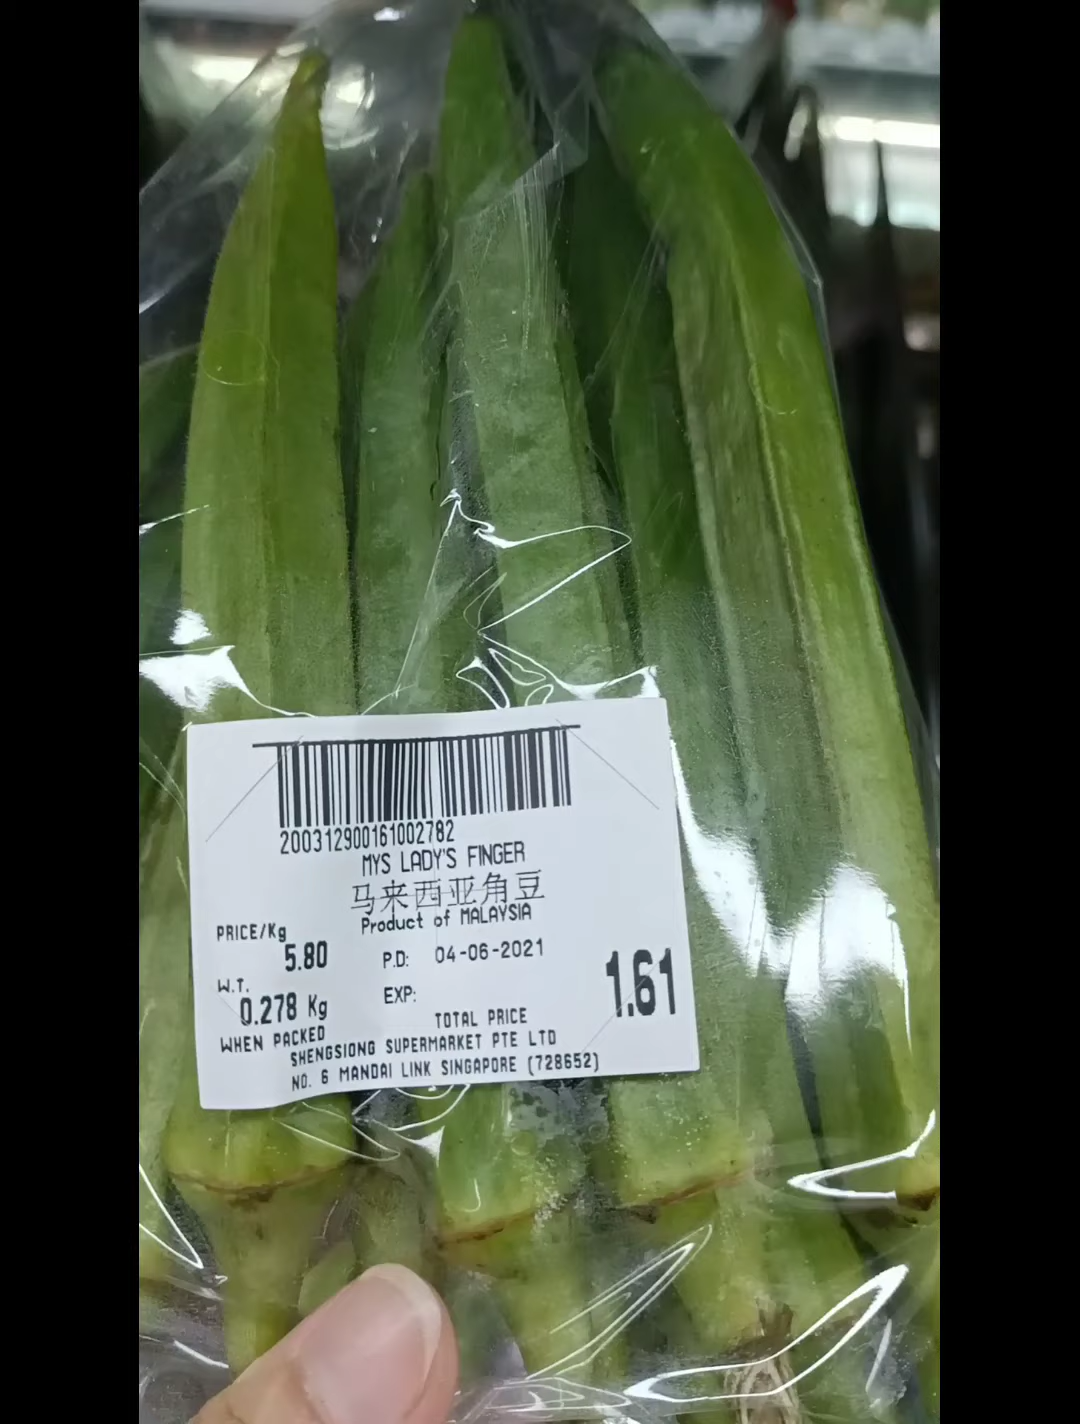 200312900161002782
MYS LADY'S FINGER
马来西亚角豆
Product of MALAYSIA
PRICE/Kg
5.80
P.D: 04-06-2021
W.T.
0.278 Kg
EXP:
1.61
WHEN PACKED
TOTAL PRICE
SHENGSIONG SUPERMARKET PTE LTD
NO. 6 MANDAI LINK SINGAPORE (728652)